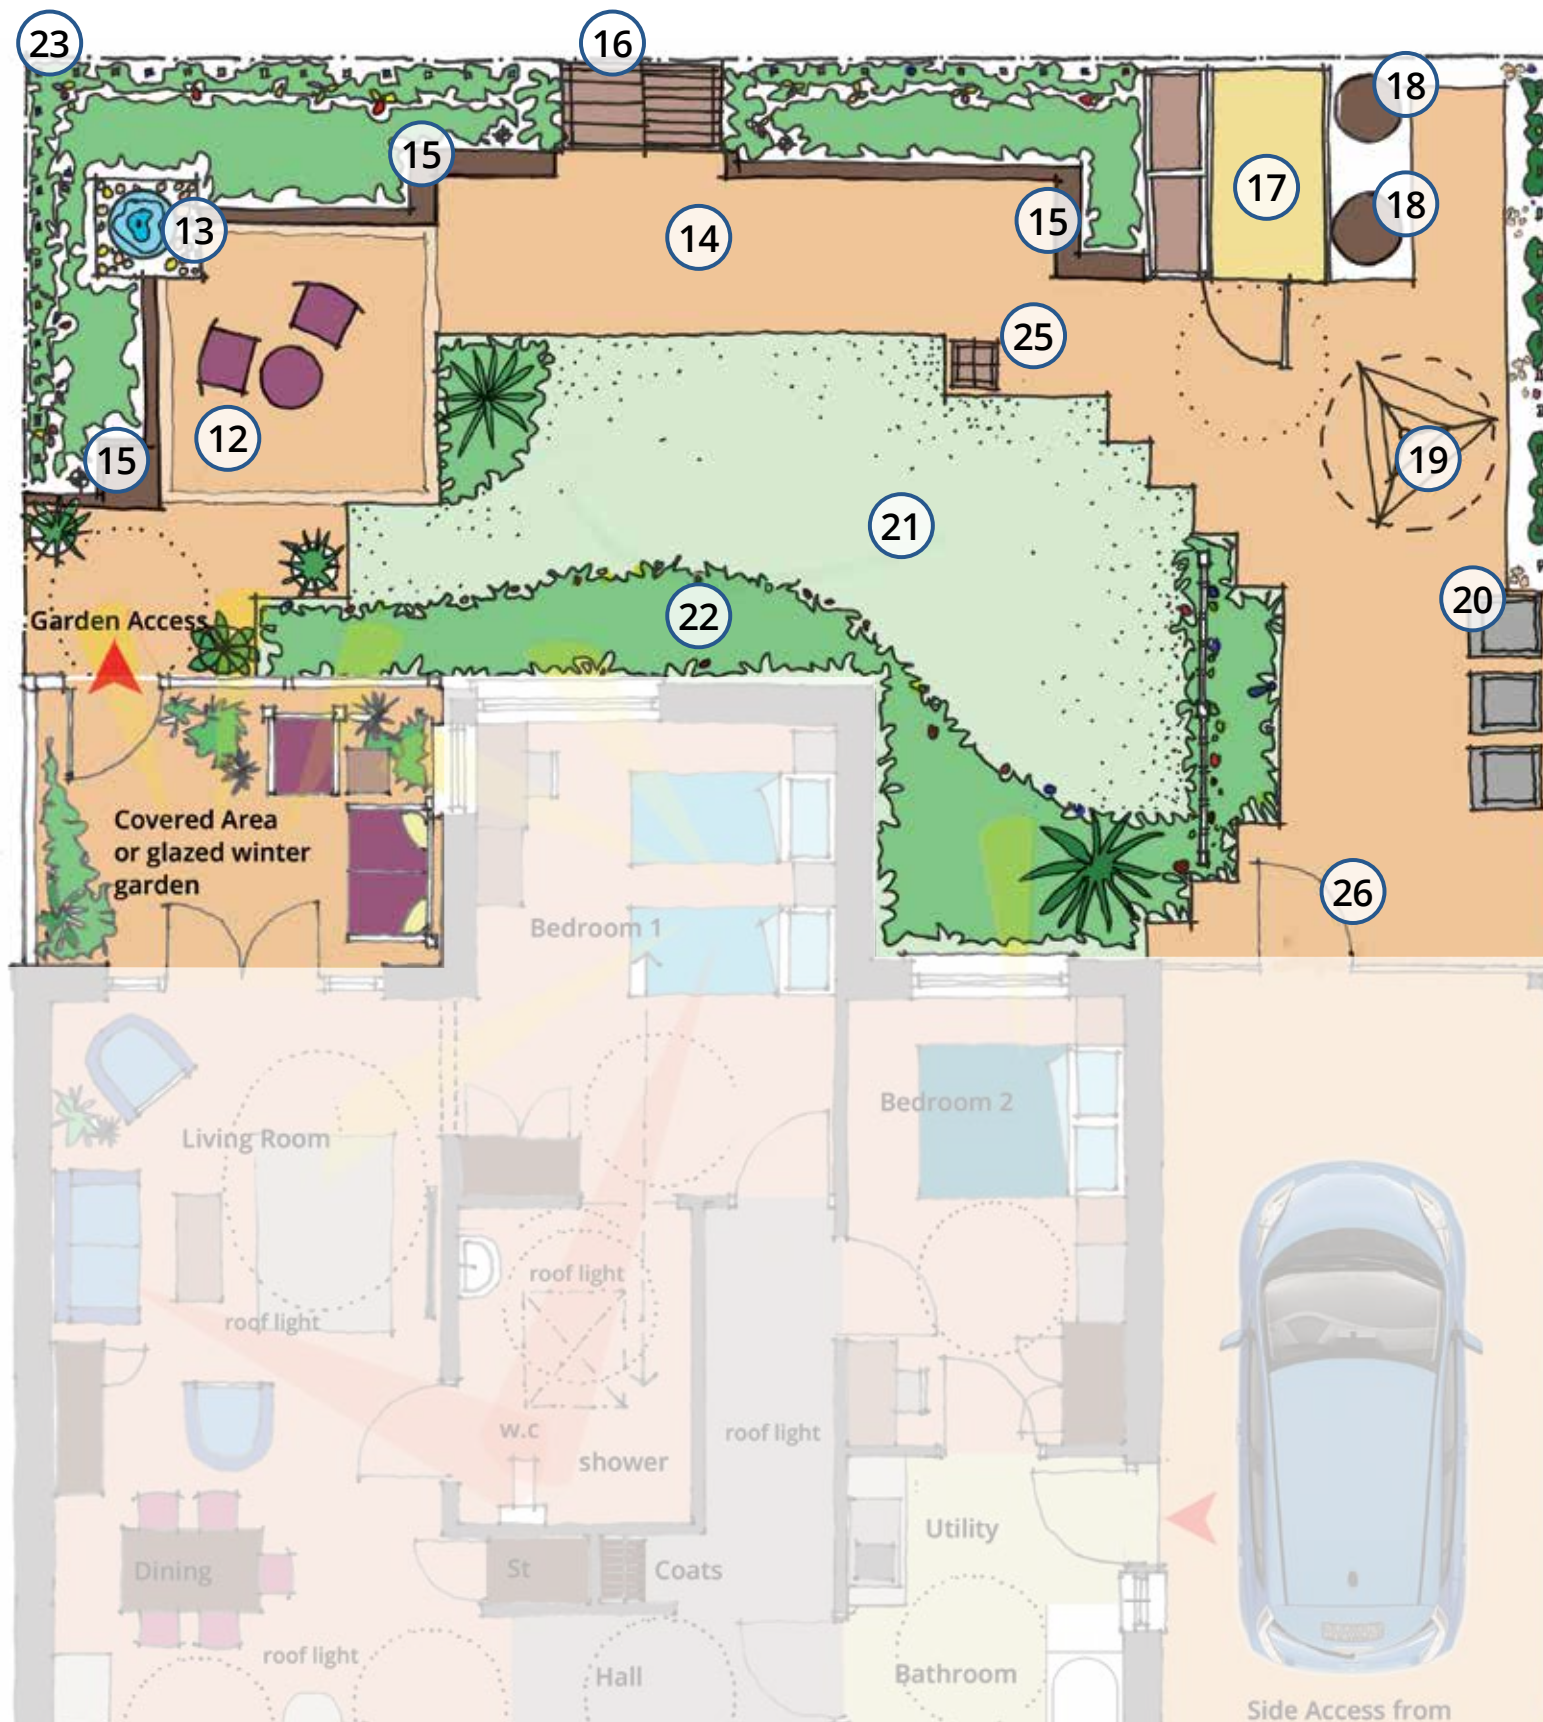 23
16
18
15
17
13
18
14
15
25
12
15
19
21
20
22
Garden Access
Covered Area
or glazed winter
garden
26
Bedroom 1
Bedroom 2
Living Room
roof light
roof light
w.c
roof light
shower
Utility
Dining
St
Coats
roof light
Hall
Bathroom
Side Access from